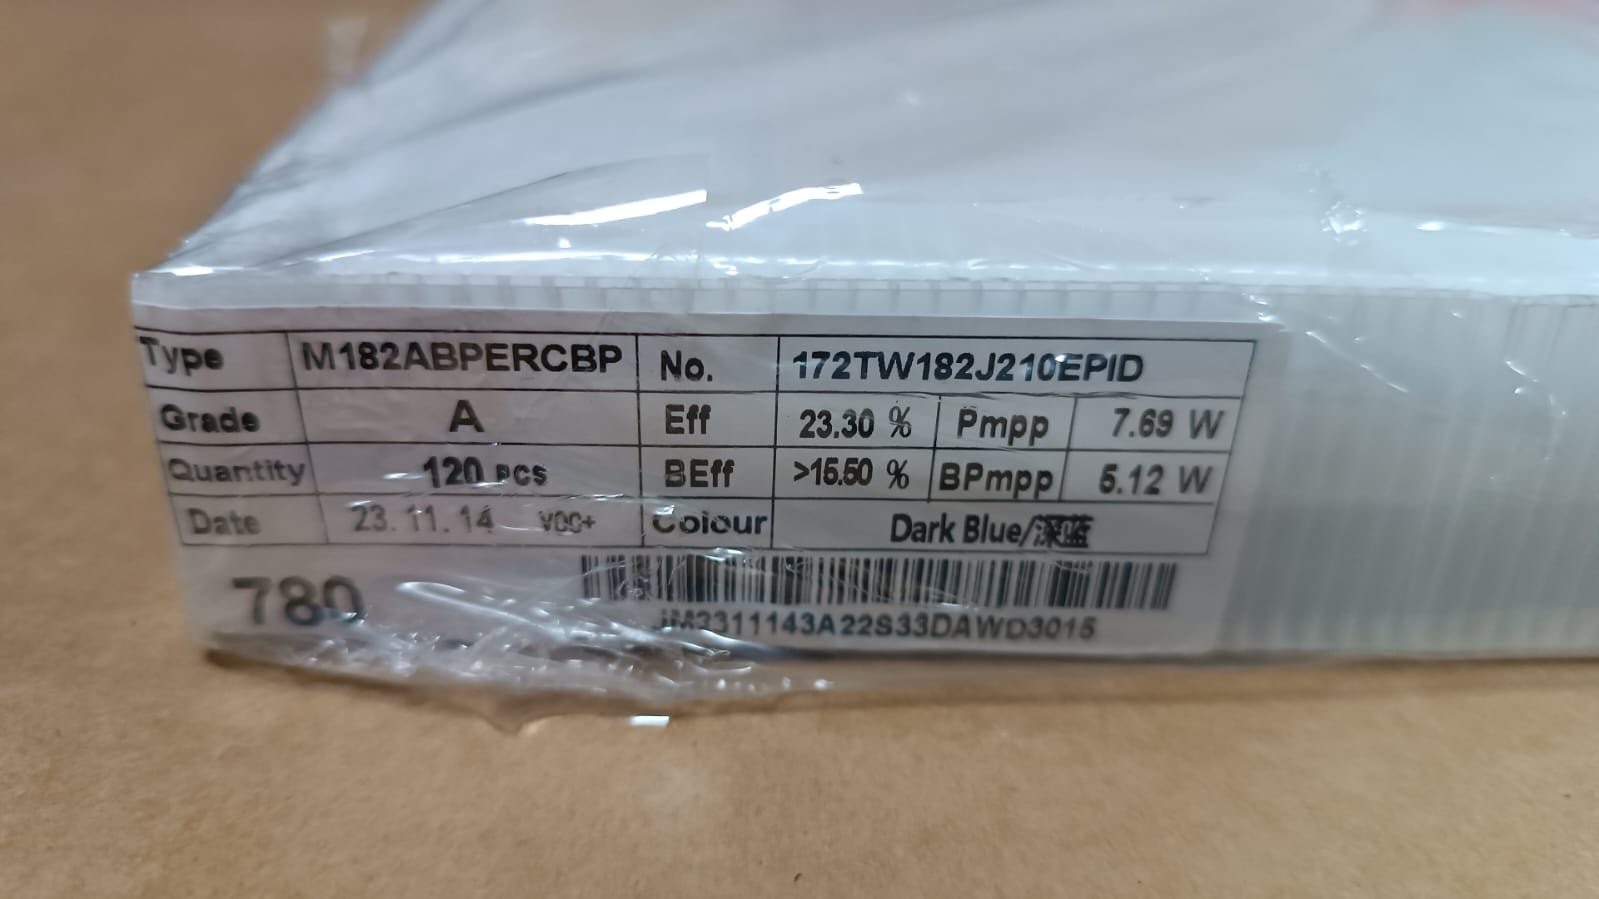 Type M182ABPERCBP No. 172TW182J210EPID
Grade A Eff 23.30 % Pmpp 7.69 W
Quantity 120 pcs BEff >15.50 % BPmpp 5.12 W
Date 23.11.14 VOC+ Colour Dark Blue/深蓝
780
JM3311143A22S33DAWD3015